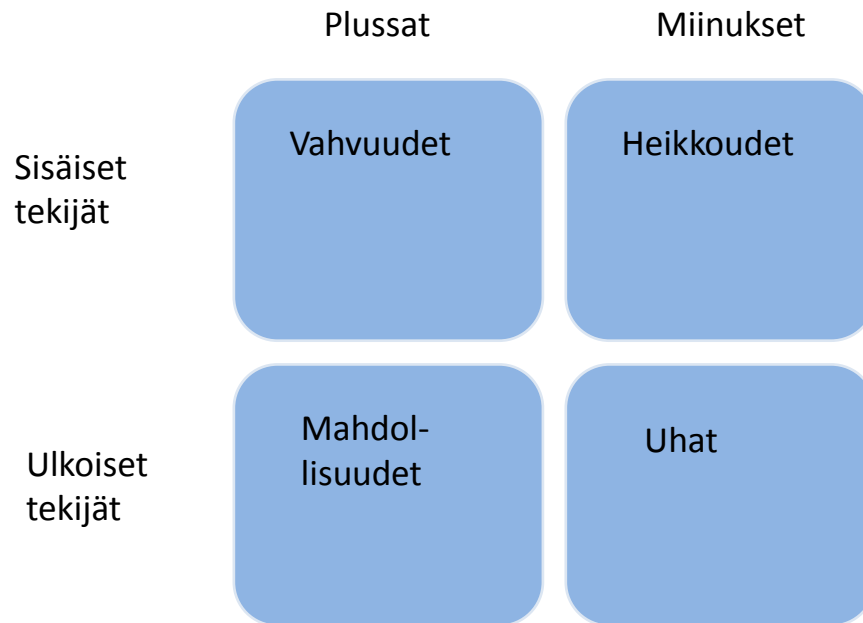 Plussat
Miinukset
Sisäiset
tekijät
Vahvuudet
Heikkoudet
Ulkoiset
tekijät
Mahdol-
lisuudet
Uhat